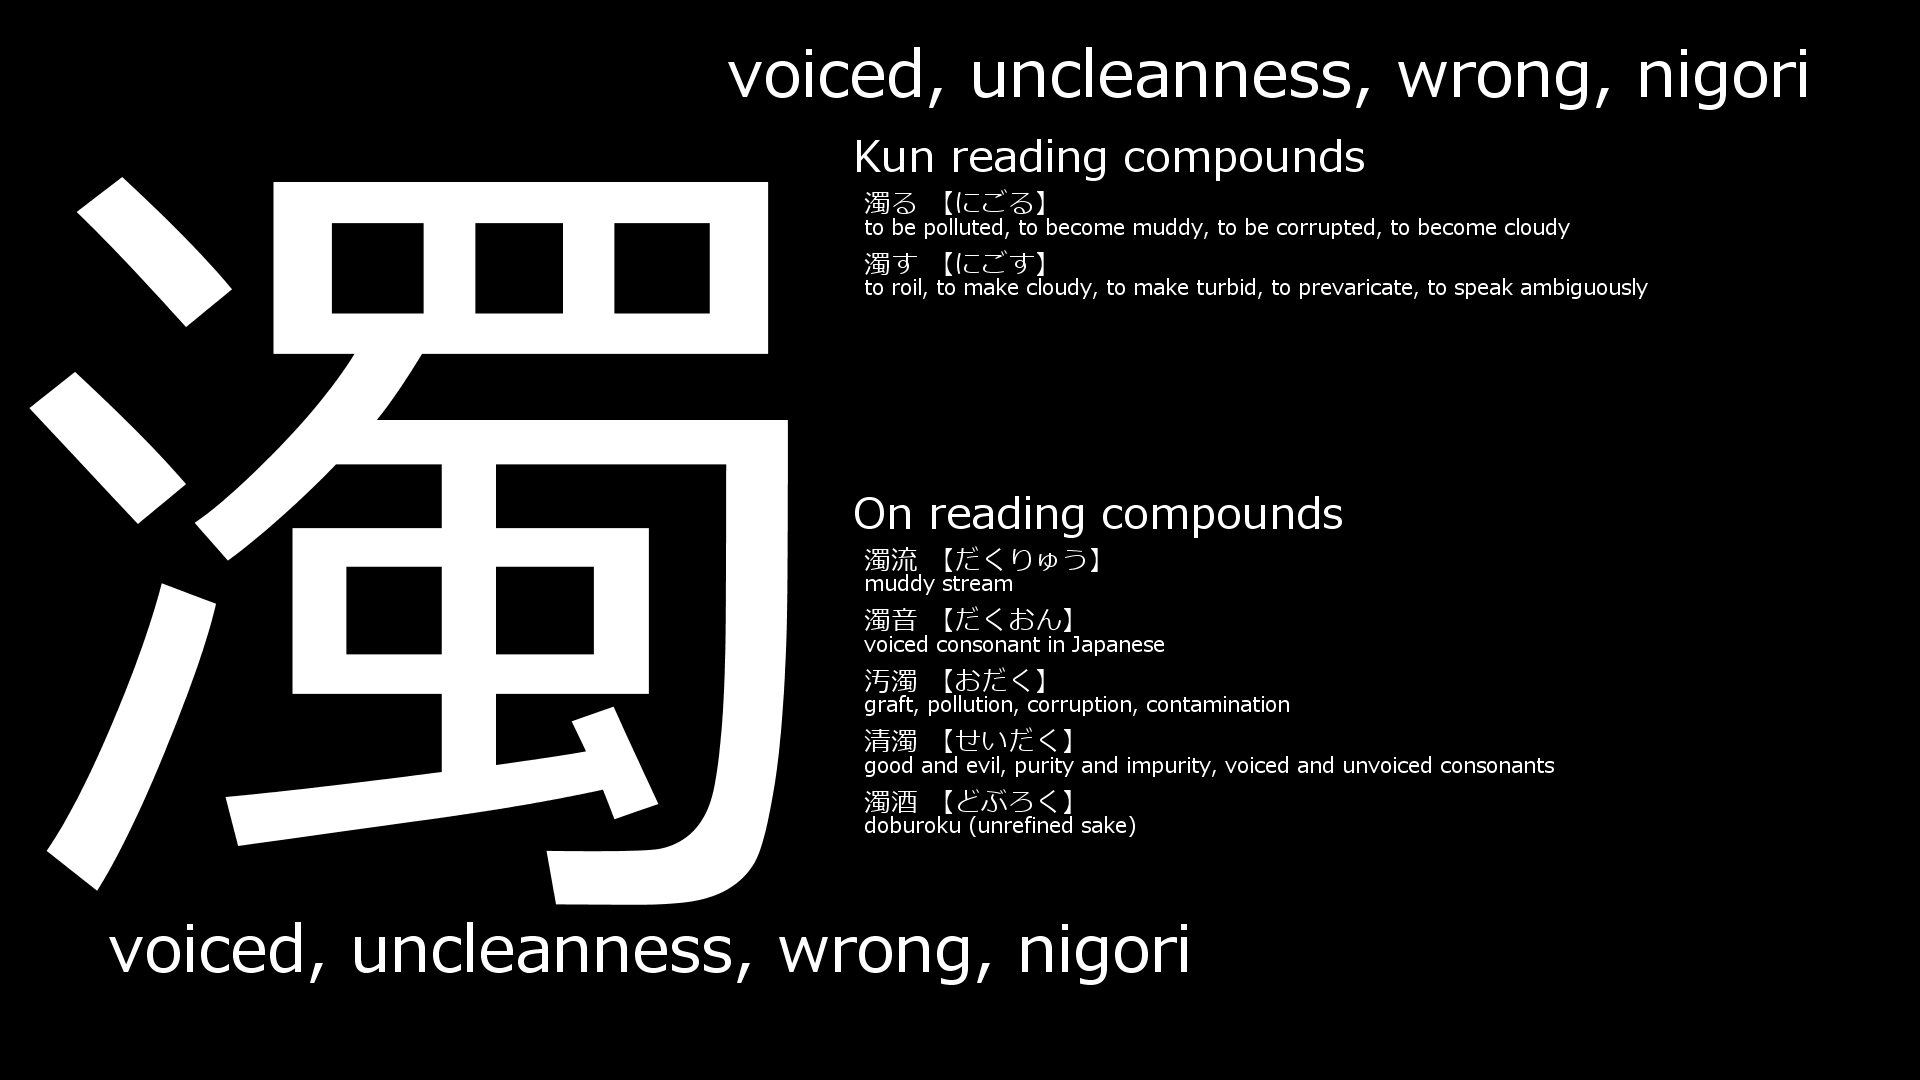 voiced, uncleanness, wrong, nigori
濁
Kun reading compounds
濁る 【にごる】
to be polluted, to become muddy, to be corrupted, to become cloudy
濁す 【にごす】
to roil, to make cloudy, to make turbid, to prevaricate, to speak ambiguously
On reading compounds
濁流 【だくりゅう】
muddy stream
濁音 【だくおん】
voiced consonant in Japanese
汚濁 【おだく】
graft, pollution, corruption, contamination
清濁 【せいだく】
good and evil, purity and impurity, voiced and unvoiced consonants
濁酒 【どぶろく】
doburoku (unrefined sake)
voiced, uncleanness, wrong, nigori